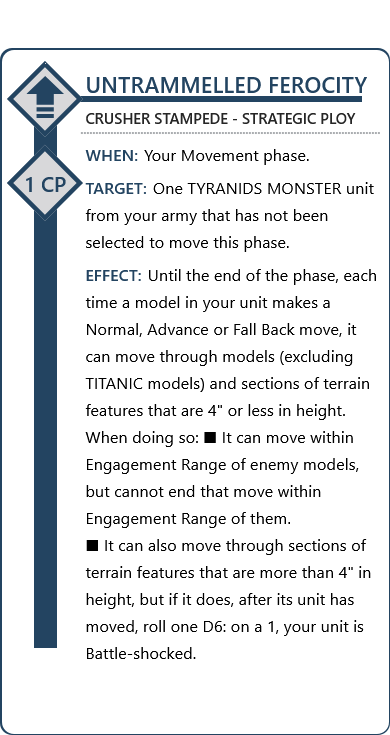 UNTRAMMELLED FEROCITY
CRUSHER STAMPEDE - STRATEGIC PLOY
1 CP
WHEN: Your Movement phase.
TARGET: One TYRANIDS MONSTER unit
from your army that has not been
selected to move this phase.
EFFECT: Until the end of the phase, each
time a model in your unit makes a
Normal, Advance or Fall Back move, it
can move through models (excluding
TITANIC models) and sections of terrain
features that are 4" or less in height.
When doing so: ■ It can move within
Engagement Range of enemy models,
but cannot end that move within
Engagement Range of them.
■ It can also move through sections of
terrain features that are more than 4" in
height, but if it does, after its unit has
moved, roll one D6: on a 1, your unit is
Battle-shocked.